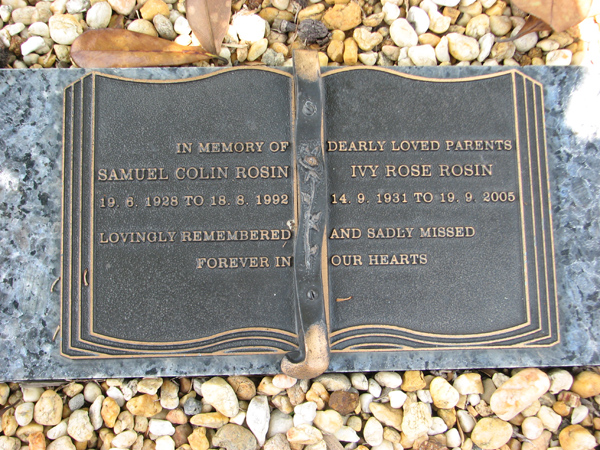 IN MEMORY OF DEARLY LOVED PARENTS
SAMUEL COLIN ROSIN IVY ROSE ROSIN
19. 6. 1928 TO 18. 8. 1992 14. 9. 1931 TO 19. 9. 2005
LOVINGLY REMEMBERED AND SADLY MISSED
FOREVER IN OUR HEARTS